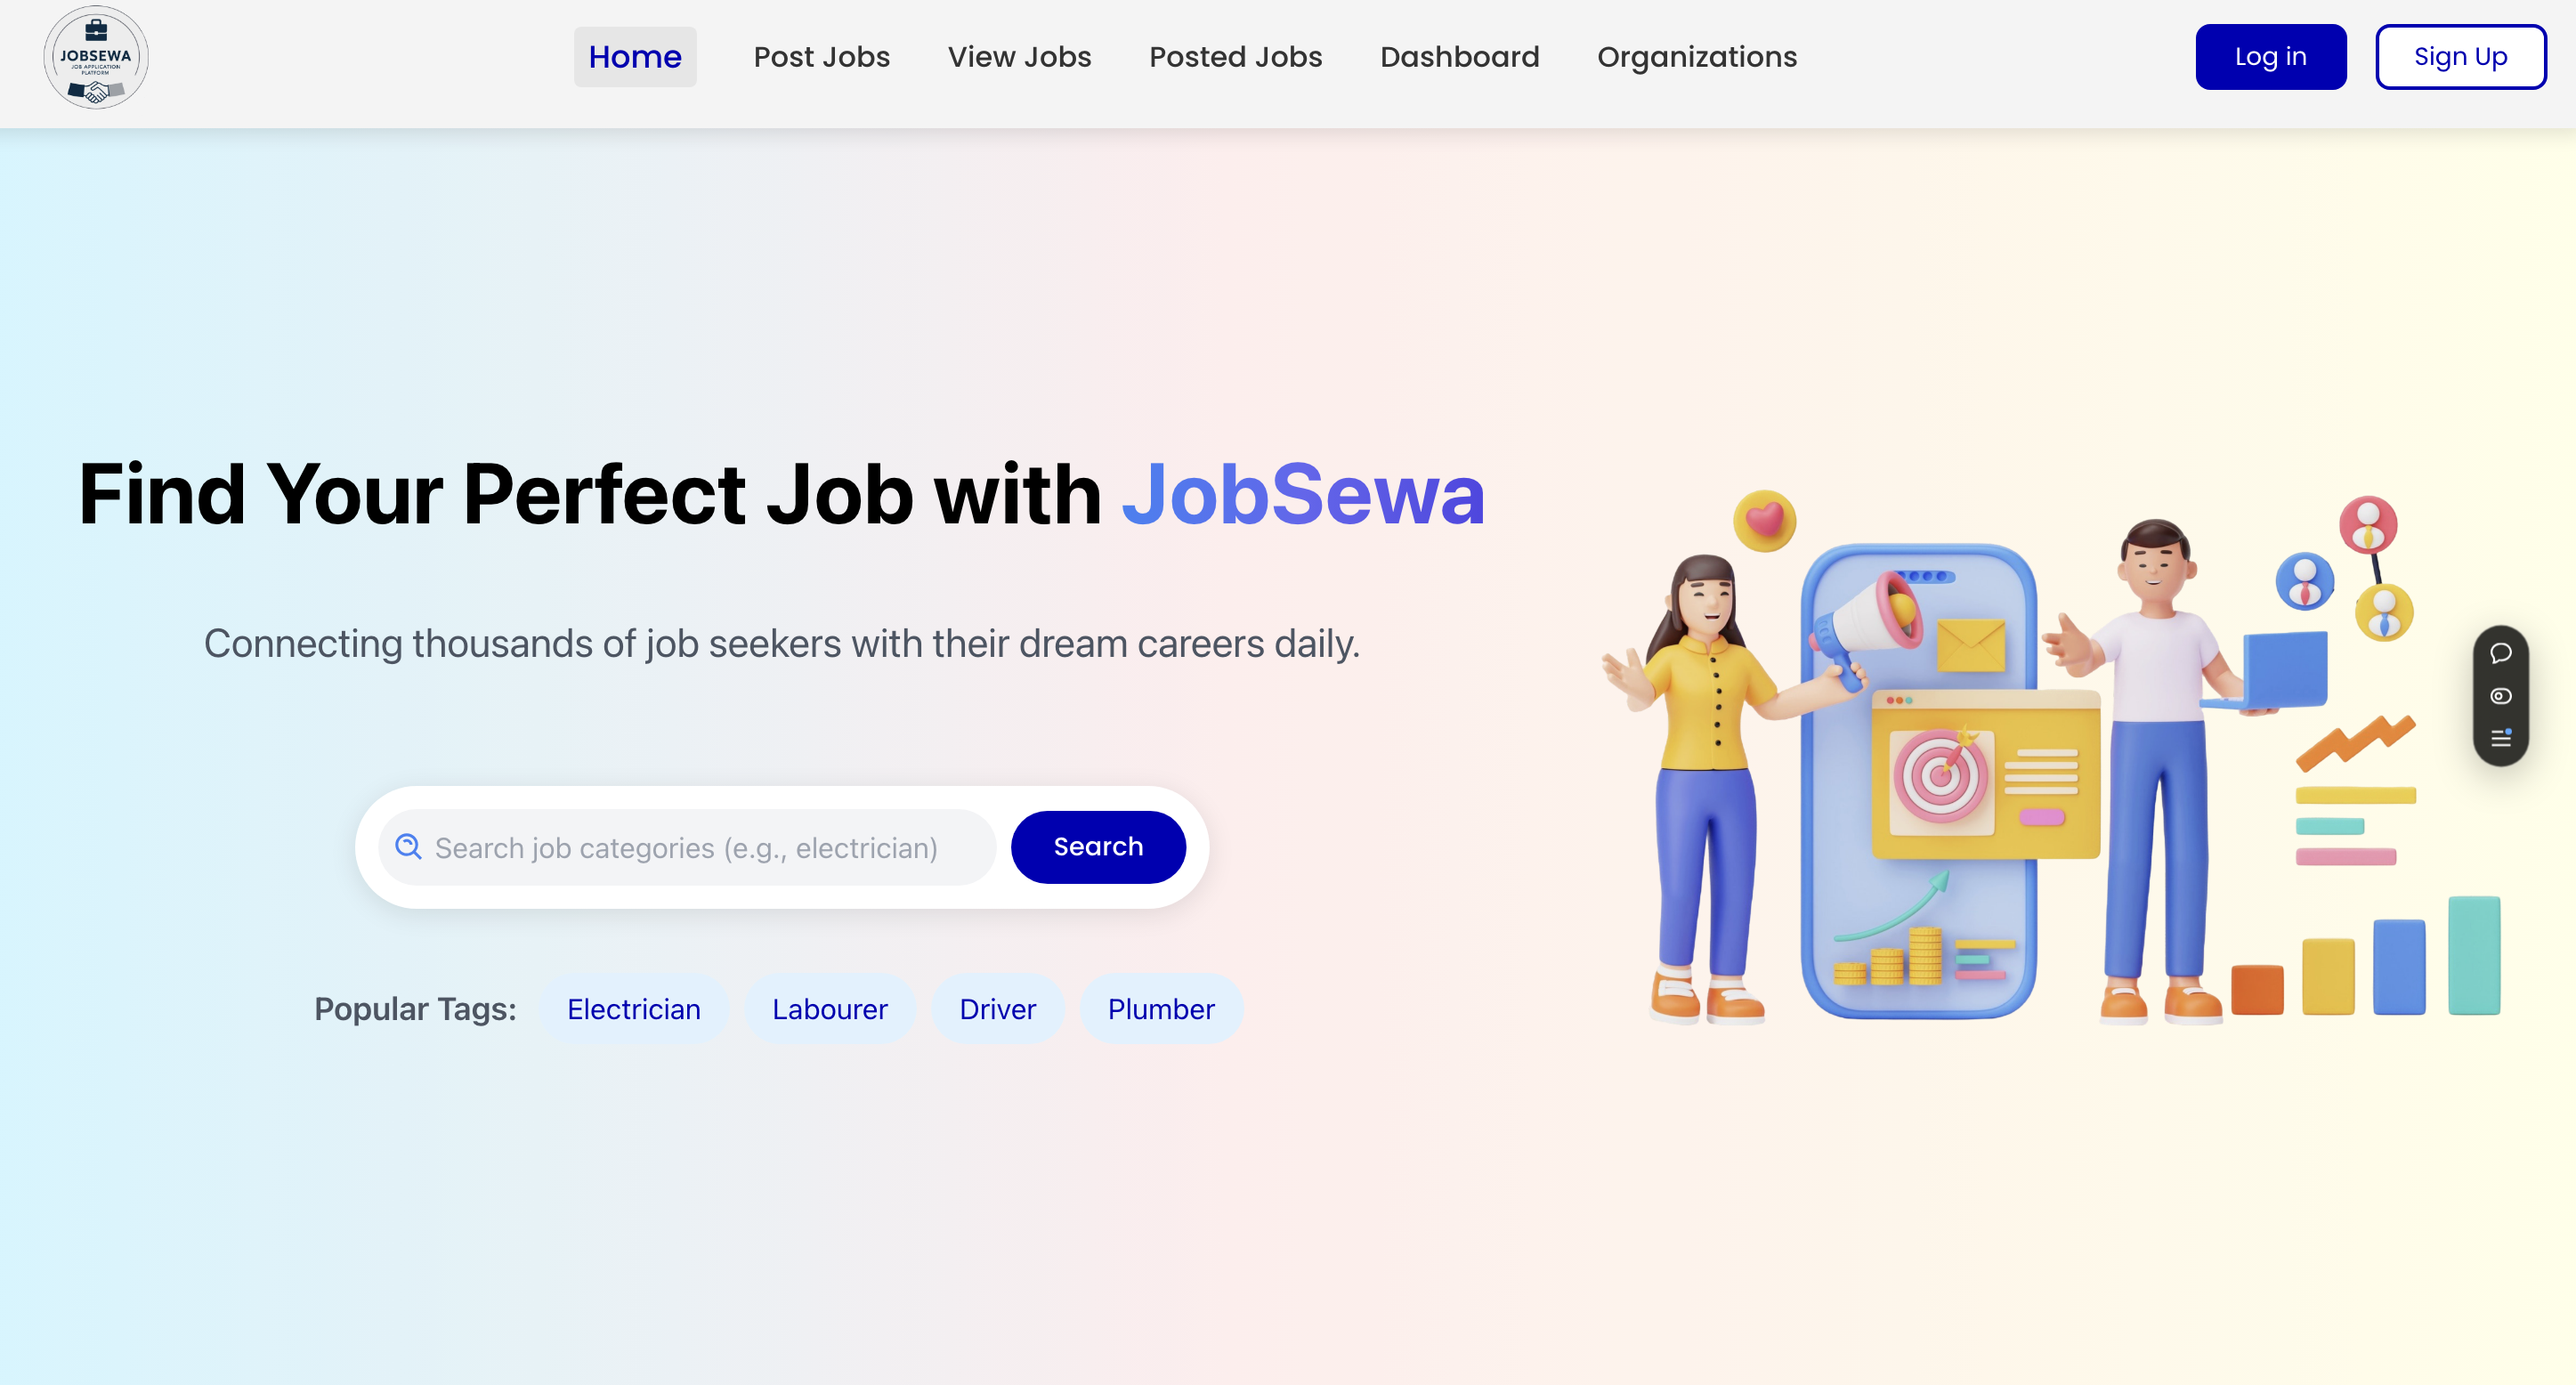 JOBSEWA
JOB APPLICATION
PLATFORM
Home
Post Jobs
View Jobs
Posted Jobs
Dashboard
Organizations
Log in
Sign Up
Find Your Perfect Job with JobSewa
Connecting thousands of job seekers with their dream careers daily.
Search job categories (e.g., electrician)
Search
Popular Tags: Electrician Labourer Driver Plumber